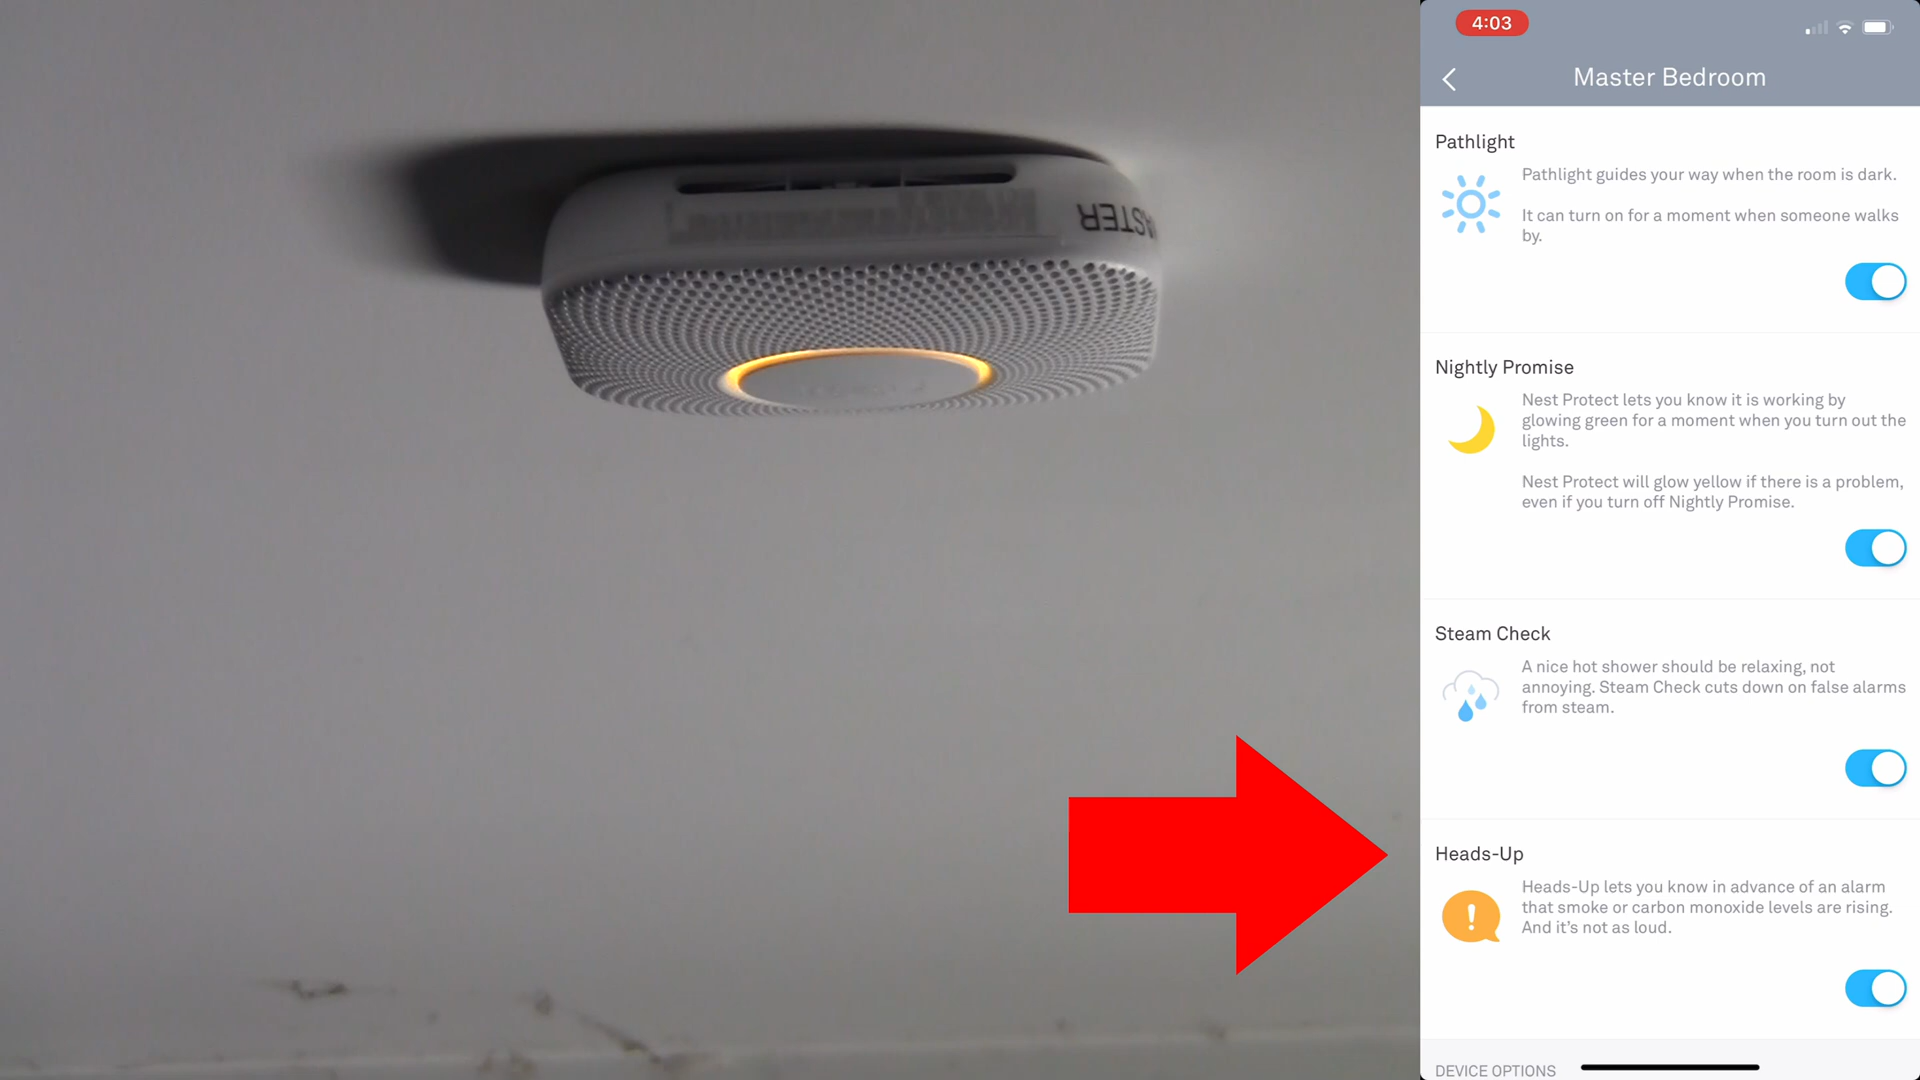 MASTER
4:03
Master Bedroom
Pathlight
Pathlight guides your way when the room is dark.
It can turn on for a moment when someone walks
by.
Nightly Promise
Nest Protect lets you know it is working by
glowing green for a moment when you turn out the
lights.
Nest Protect will glow yellow if there is a problem,
even if you turn off Nightly Promise.
Steam Check
A nice hot shower should be relaxing, not
annoying. Steam Check cuts down on false alarms
from steam.
Heads-Up
Heads-Up lets you know in advance of an alarm
that smoke or carbon monoxide levels are rising.
And it's not as loud.
DEVICE OPTIONS